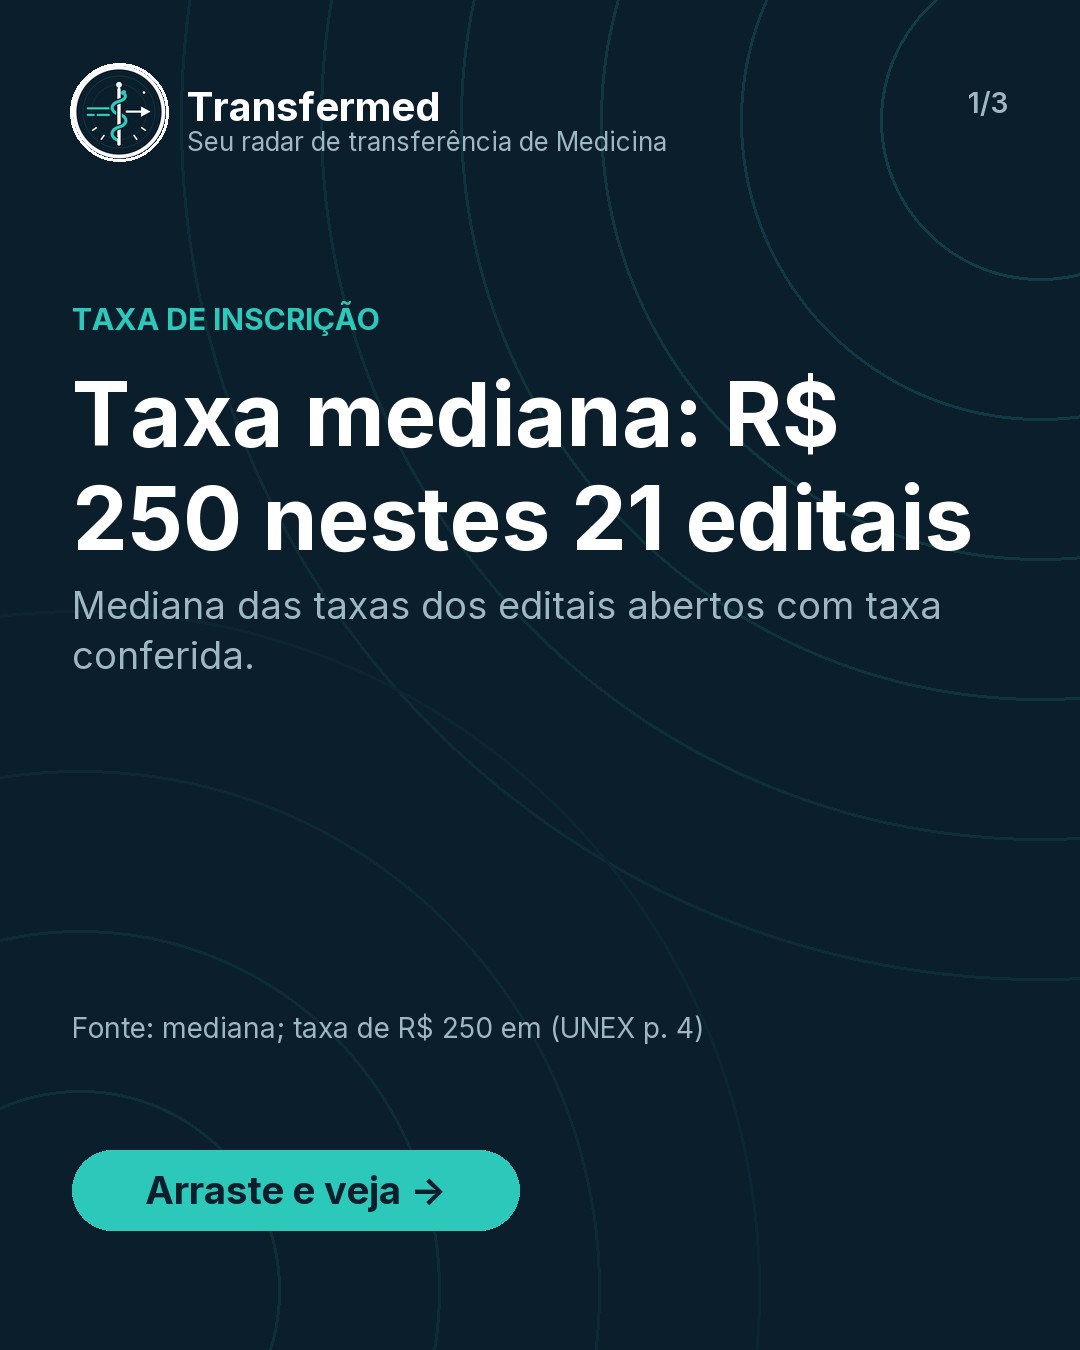 Transfermed
Seu radar de transferência de Medicina
1/3
TAXA DE INSCRIÇÃO
Taxa mediana: R$
250 nestes 21 editais
Mediana das taxas dos editais abertos com taxa
conferida.
Fonte: mediana; taxa de R$ 250 em (UNEX p. 4)
Arraste e veja →